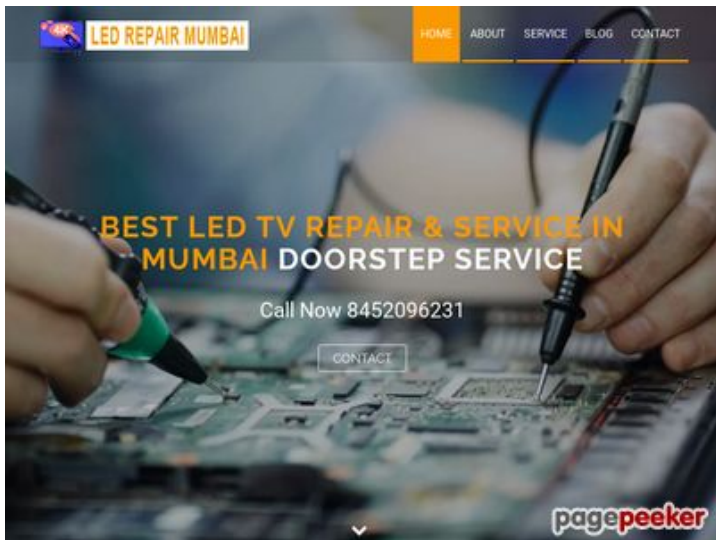 LED REPAIR MUMBAI
HOME ABOUT SERVICE BLOG CONTACT
BEST LED TV REPAIR & SERVICE IN
MUMBAI DOORSTEP SERVICE
Call Now 8452096231
CONTACT
pagepeeker